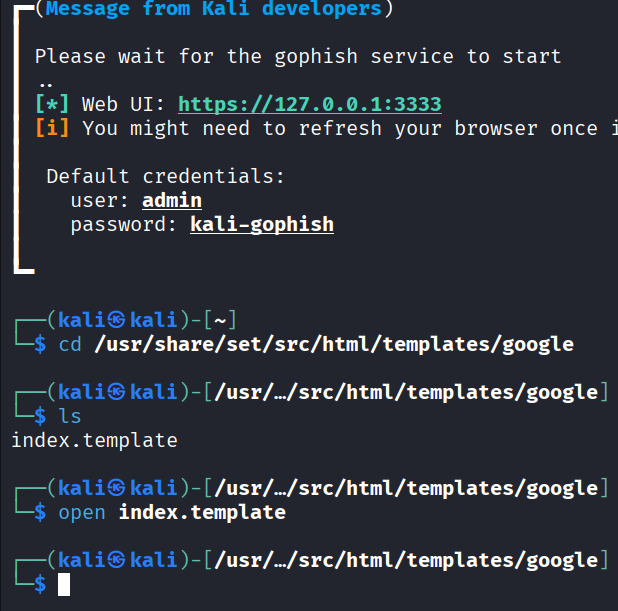 (Message from Kali developers)
Please wait for the gophish service to start
..
[*] Web UI: https://127.0.0.1:3333
[i] You might need to refresh your browser once
Default credentials:
user: admin
password: kali-gophish
(kali㉿kali)-[~]
$ cd /usr/share/set/src/html/templates/google
(kali㉿kali)-[/usr/…/src/html/templates/google]
$ ls
index.template
(kali㉿kali)-[/usr/…/src/html/templates/google]
$ open index.template
(kali㉿kali)-[/usr/…/src/html/templates/google]
$